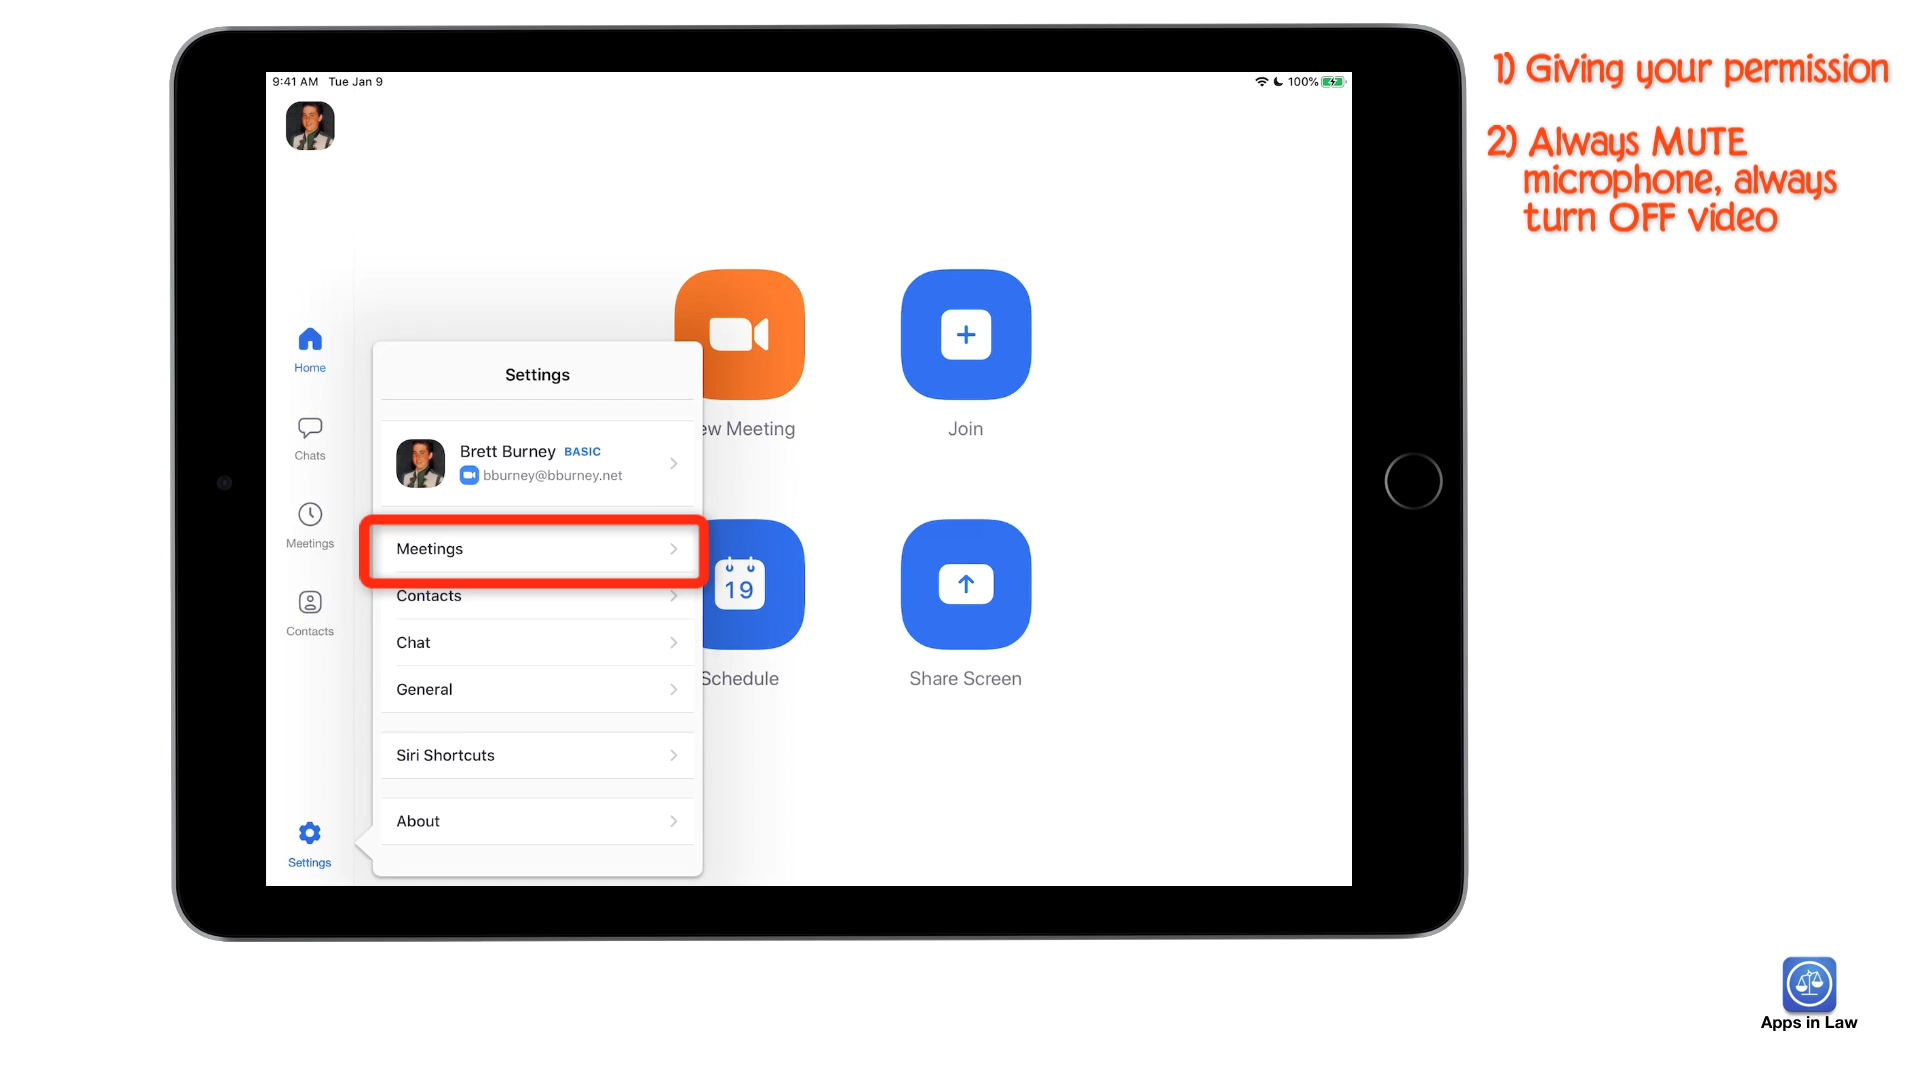 9:41 AM Tue Jan 9
100%
1) Giving your permission
2) Always MUTE
microphone, always
turn OFF video
Home
Chats
Meetings
Contacts
Settings
Settings
Brett Burney BASIC
bburney@bburney.net
Meetings
Contacts
Chat
General
Siri Shortcuts
About
ew Meeting
Join
19
Schedule
Share Screen
Apps in Law